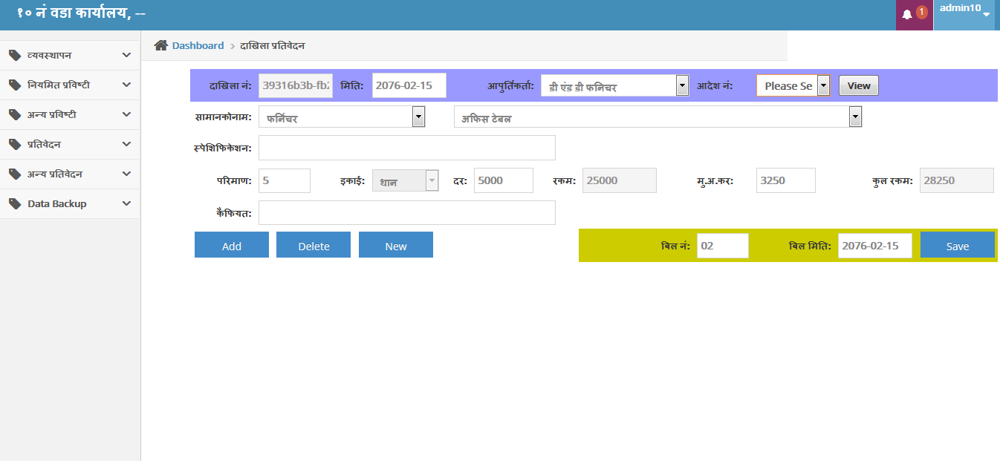 १० नं वडा कार्यालय, --
1
admin10
व्यवस्थापन
नियमित प्रविष्टी
अन्य प्रविष्टी
प्रतिवेदन
अन्य प्रतिवेदन
Data Backup
Dashboard > दाखिला प्रतिवेदन
दाखिला नं: 39316b3b-fb2 मिति: 2076-02-15 आपुर्तिकर्ता: डी एंड डी फनिचर आदेश नं: Please Se View
सामानकोनाम: फर्निचर अफिस टेबल
स्पेशिफिकेशन:
परिमाण: 5 इकाई: थान दर: 5000 रकम: 25000 मु.अ.कर: 3250 कुल रकम: 28250
कैफियत:
Add Delete New बिल नं: 02 बिल मिति: 2076-02-15 Save